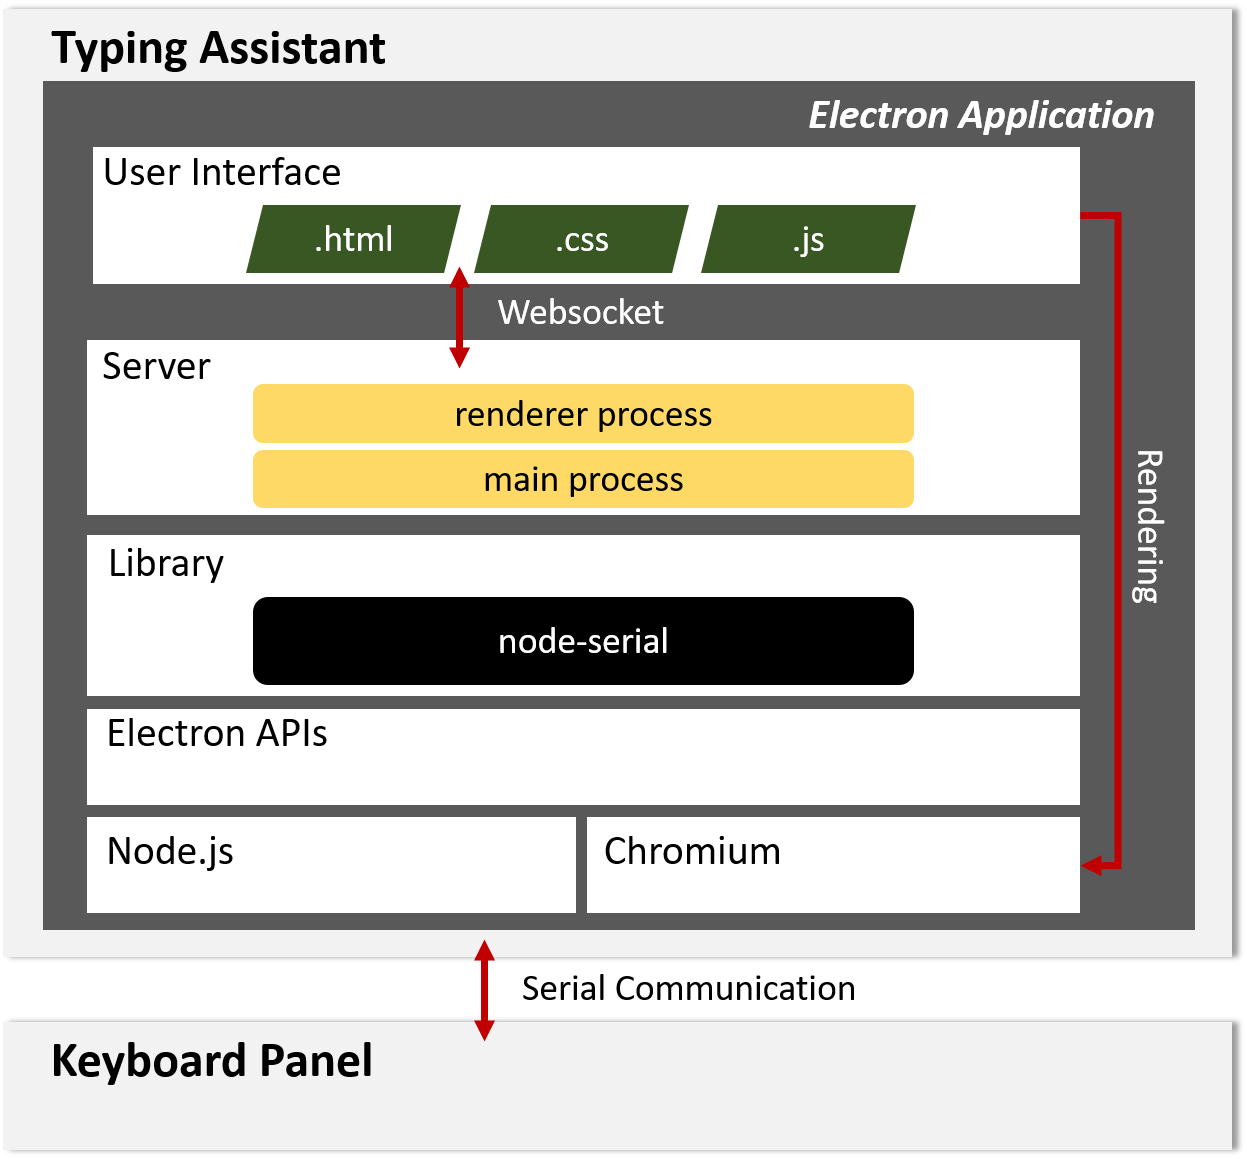 Typing Assistant
Electron Application
User Interface
.html
.css
.js
Websocket
Server
renderer process
main process
Rendering
Library
node-serial
Electron APIs
Node.js
Chromium
Serial Communication
Keyboard Panel